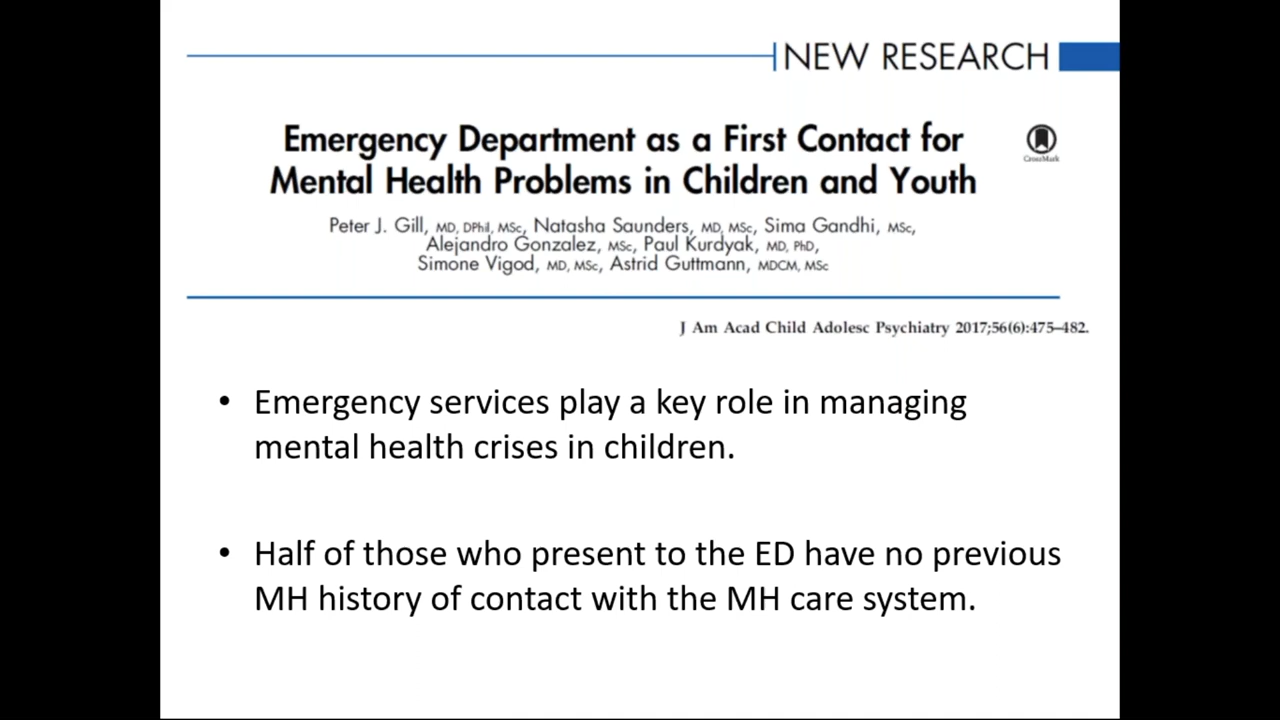 NEW RESEARCH
Emergency Department as a First Contact for
Mental Health Problems in Children and Youth
CrossMark
Peter J. Gill, MD, DPhil, MSc, Natasha Saunders, MD, MSc, Sima Gandhi, MSc,
Alejandro Gonzalez, MSc, Paul Kurdyak, MD, PhD,
Simone Vigod, MD, MSc, Astrid Guttmann, MDCM, MSc
J Am Acad Child Adolesc Psychiatry 2017;56(6):475–482.
• Emergency services play a key role in managing
mental health crises in children.
• Half of those who present to the ED have no previous
MH history of contact with the MH care system.